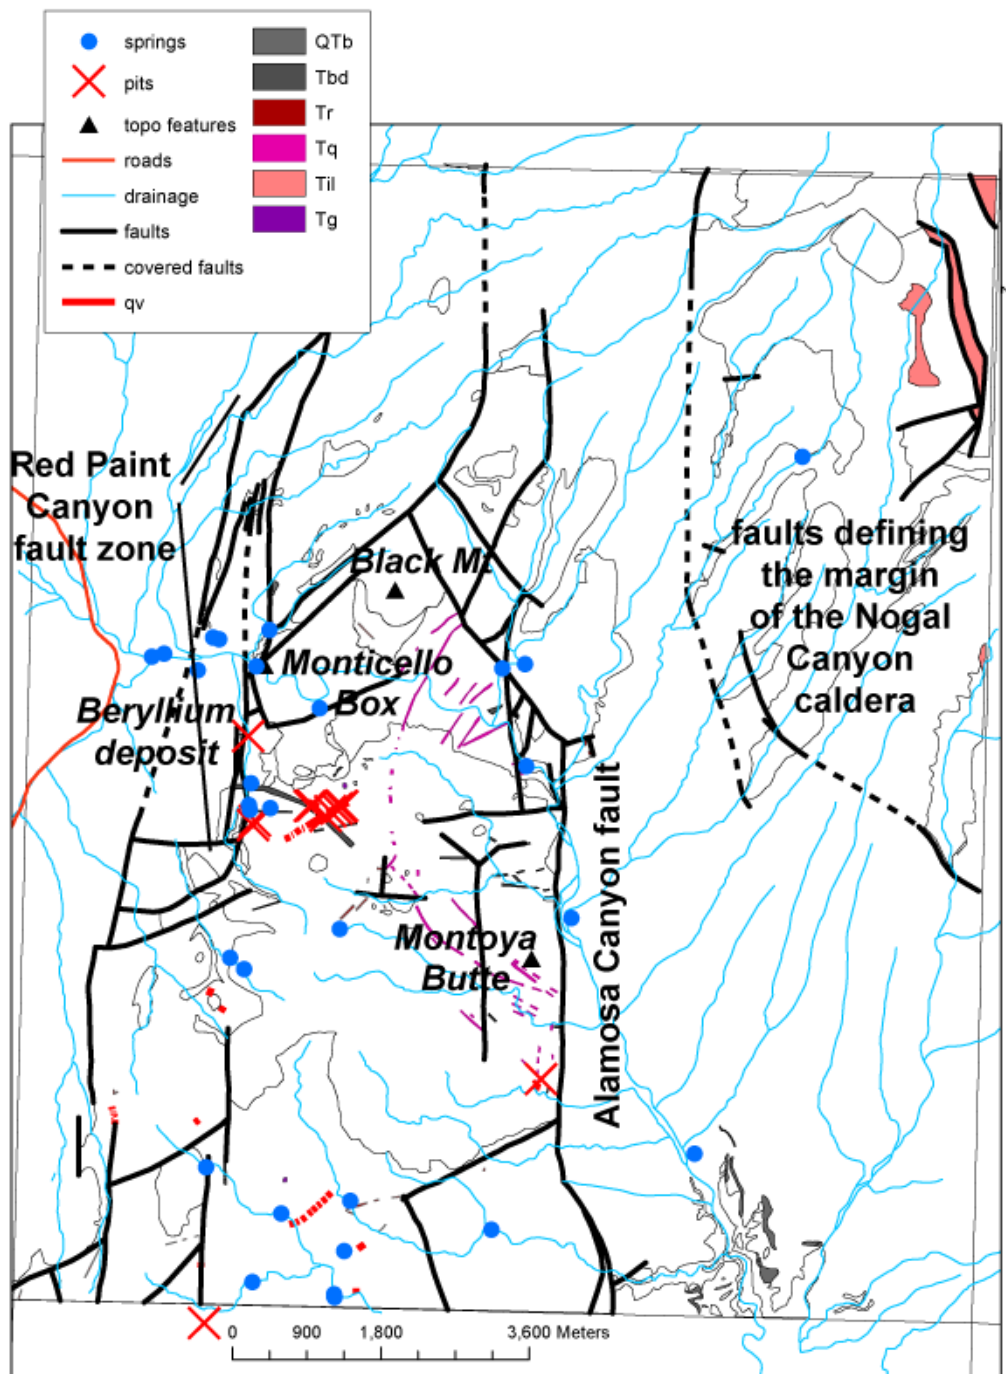 springs
pits
topo features
roads
drainage
faults
covered faults
qv
QTb
Tbd
Tr
Tq
Til
Tg
Red Paint
Canyon
fault zone
Black Mt
faults defining
the margin
of the Nogal
Canyon
caldera
Monticello
Box
Beryllium
deposit
Alamosa Canyon fault
Montoya
Butte
0 900 1,800 3,600 Meters